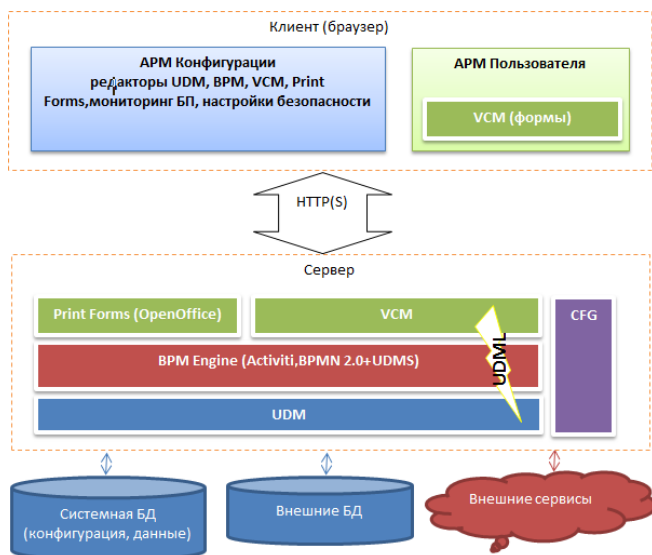 Клиент (браузер)
АРМ Конфигурации
редакторы UDM, BPM, VCM, Print
Forms,мониторинг БП, настройки безопасности
АРМ Пользователя
VCM (формы)
HTTP(S)
Сервер
Print Forms (OpenOffice)
VCM
CFG
BPM Engine (Activiti,BPMN 2.0+UDMS)
UDML
UDM
Системная БД
(конфигурация, данные)
Внешние БД
Внешние сервисы